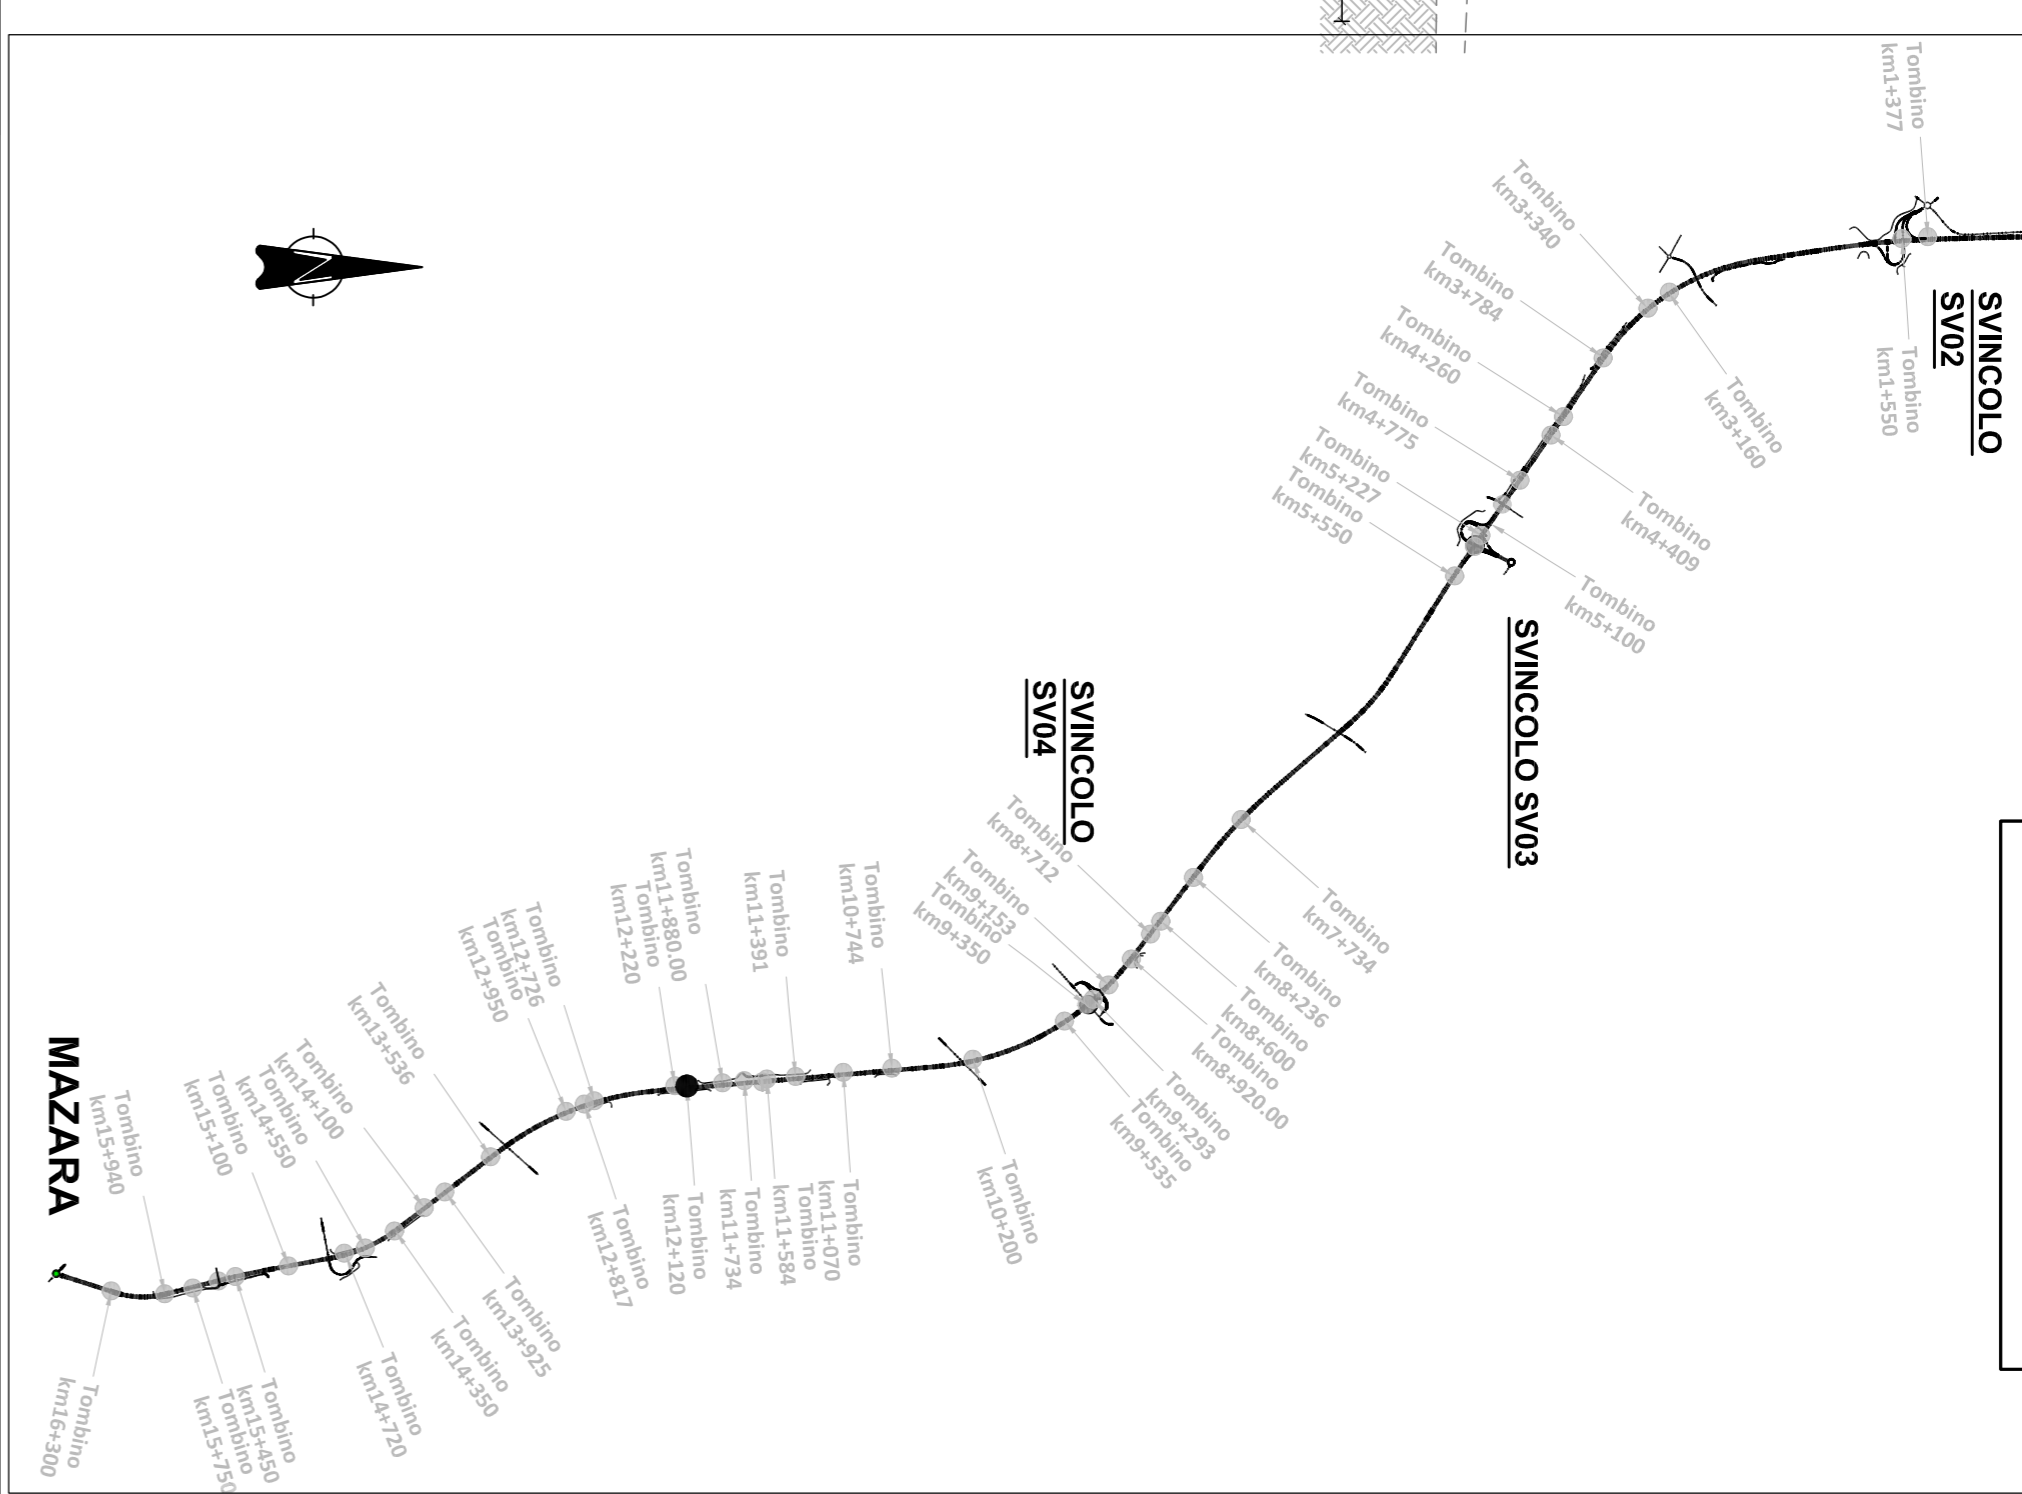 Tombino
km1+377
SVINCOLO
SV02
Tombino
km1+550
Tombino
km3+340
Tombino
km3+160
Tombino
km3+784
Tombino
km4+260
Tombino
km4+409
Tombino
km4+775
Tombino
km5+100
Tombino
km5+227
Tombino
km5+550
SVINCOLO SV03
SVINCOLO
SV04
Tombino
km7+734
Tombino
km8+236
Tombino
km8+600
Tombino
km8+712
Tombino
km8+920.00
Tombino
km9+153
Tombino
km9+293
Tombino
km9+350
Tombino
km9+535
Tombino
km10+200
Tombino
km10+744
Tombino
km11+070
Tombino
km11+391
Tombino
km11+584
Tombino
km11+734
Tombino
km11+880.00
Tombino
km12+120
Tombino
km12+220
Tombino
km12+726
Tombino
km12+817
Tombino
km12+950
Tombino
km13+536
Tombino
km13+925
Tombino
km14+100
Tombino
km14+350
Tombino
km14+550
Tombino
km14+720
Tombino
km15+100
Tombino
km15+450
Tombino
km15+750
Tombino
km15+940
Tombino
km16+300
MAZARA
N